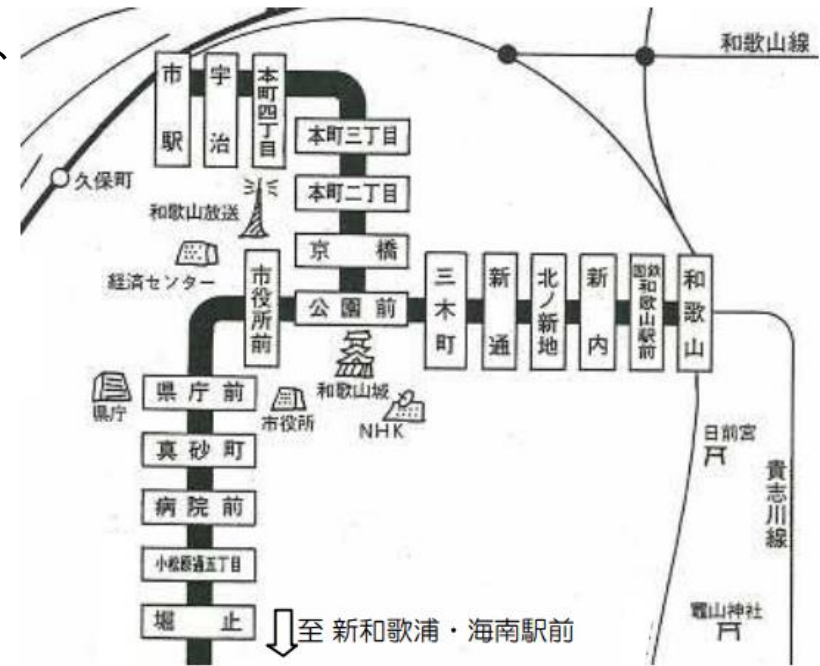 、
和歌山線
市駅
宇治
本町四丁目
本町三丁目
本町二丁目
京橋
公園前
久保町
和歌山放送
経済センター
市役所前
三木町
新通
北ノ新地
新内
国鉄和歌山駅前
和歌山
県庁
県庁前
市役所
和歌山城
NHK
真砂町
病院前
小松原通五丁目
堀止
日前宮
貴志川線
竈山神社
至 新和歌浦・海南駅前